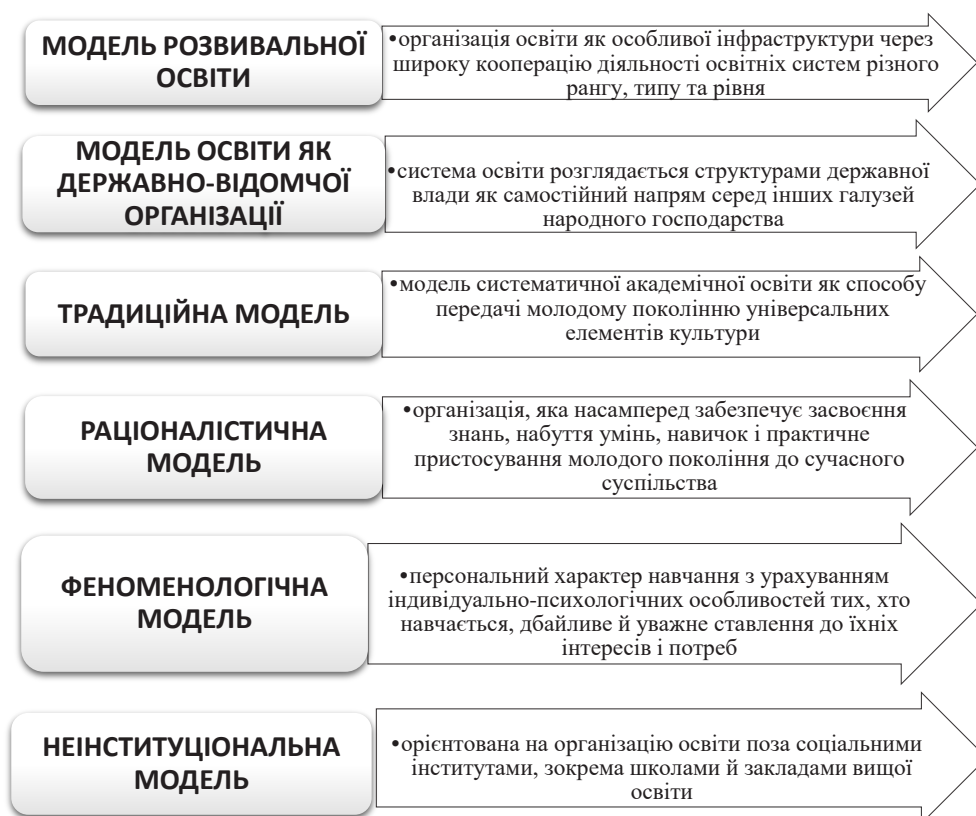 МОДЕЛЬ РОЗВИВАЛЬНОЇ
ОСВІТИ
•організація освіти як особливої інфраструктури через
широку кооперацію діяльності освітніх систем різного
рангу, типу та рівня
МОДЕЛЬ ОСВІТИ ЯК
ДЕРЖАВНО-ВІДОМЧОЇ
ОРГАНІЗАЦІЇ
•система освіти розглядається структурами державної
влади як самостійний напрям серед інших галузей
народного господарства
ТРАДИЦІЙНА МОДЕЛЬ
•модель систематичної академічної освіти як способу
передачі молодому поколінню універсальних
елементів культури
РАЦІОНАЛІСТИЧНА
МОДЕЛЬ
•організація, яка насамперед забезпечує засвоєння
знань, набуття умінь, навичок і практичне
пристосування молодого покоління до сучасного
суспільства
ФЕНОМЕНОЛОГІЧНА
МОДЕЛЬ
•персональний характер навчання з урахуванням
індивідуально-психологічних особливостей тих, хто
навчається, дбайливе й уважне ставлення до їхніх
інтересів і потреб
НЕІНСТИТУЦІОНАЛЬНА
МОДЕЛЬ
•орієнтована на організацію освіти поза соціальними
інститутами, зокрема школами й закладами вищої
освіти